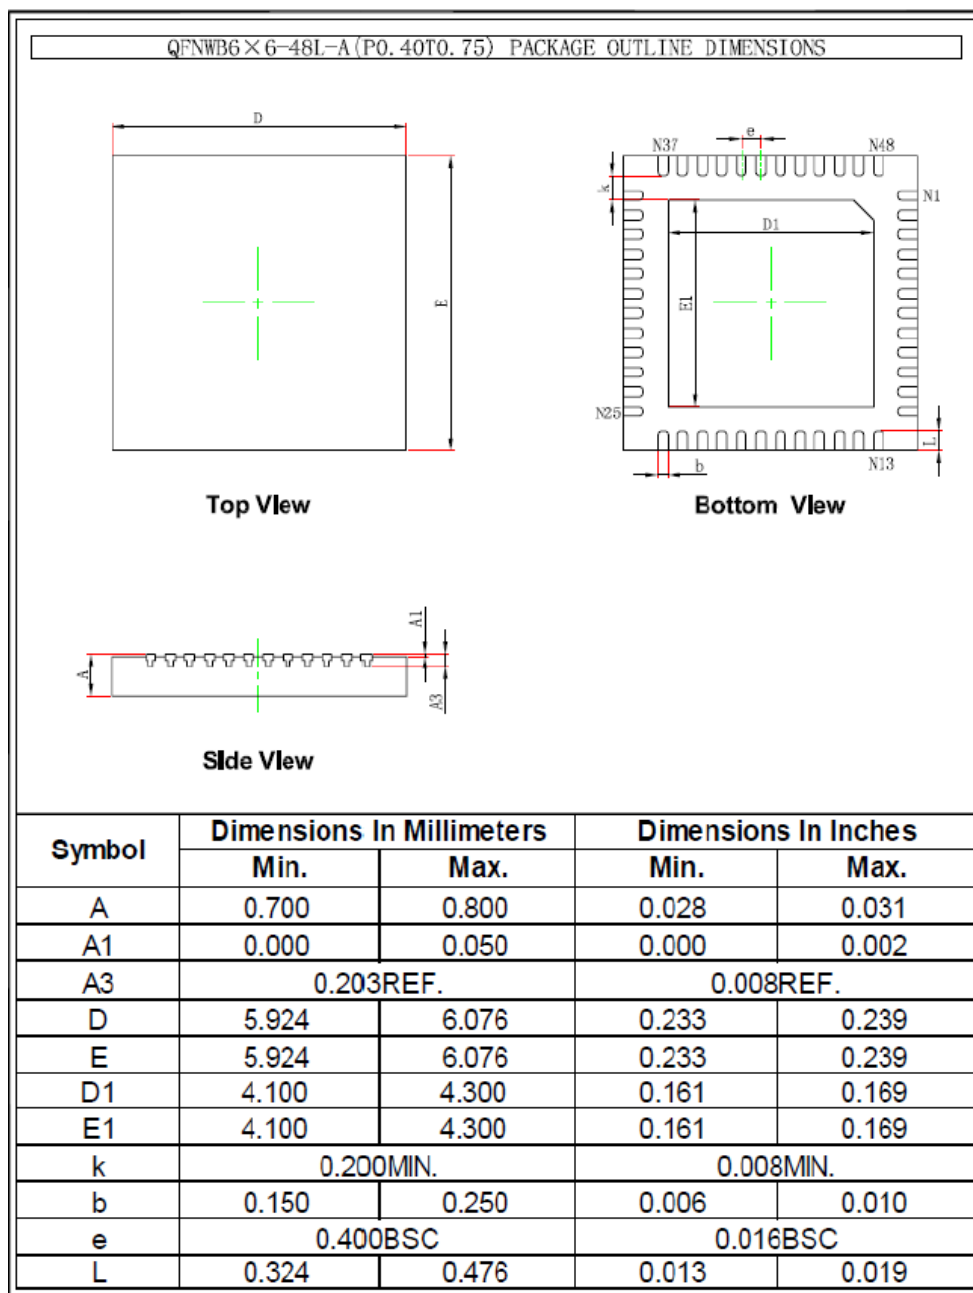 QFNWB6×6-48L-A(P0.40T0.75) PACKAGE OUTLINE DIMENSIONS
D
e
N37
N48
k
N1
D1
E
E1
N25
L
b
N13
Top View
Bottom View
A1
A
A3
Side View
Symbol Dimensions In Millimeters Dimensions In Inches
Min. Max. Min. Max.
A 0.700 0.800 0.028 0.031
A1 0.000 0.050 0.000 0.002
A3 0.203REF. 0.008REF.
D 5.924 6.076 0.233 0.239
E 5.924 6.076 0.233 0.239
D1 4.100 4.300 0.161 0.169
E1 4.100 4.300 0.161 0.169
k 0.200MIN. 0.008MIN.
b 0.150 0.250 0.006 0.010
e 0.400BSC 0.016BSC
L 0.324 0.476 0.013 0.019